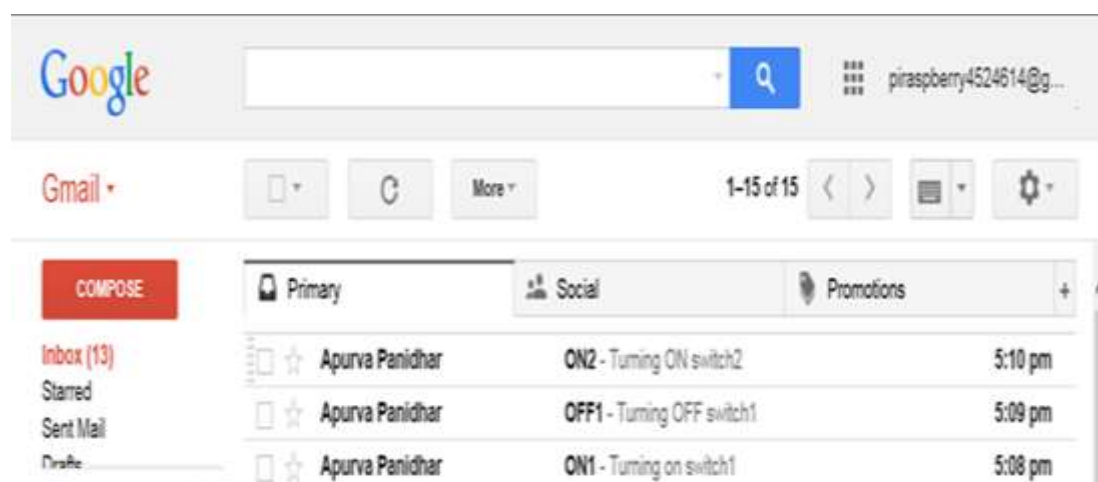 Google
piraspberry4524614@g...
Gmail
More
1–15 of 15
COMPOSE
Primary
Social
Promotions
+
Inbox (13)
Starred
Sent Mail
Drafts
Apurva Panidhar ON2 - Turning ON switch2 5:10 pm
Apurva Panidhar OFF1 - Turning OFF switch1 5:09 pm
Apurva Panidhar ON1 - Turning on switch1 5:08 pm